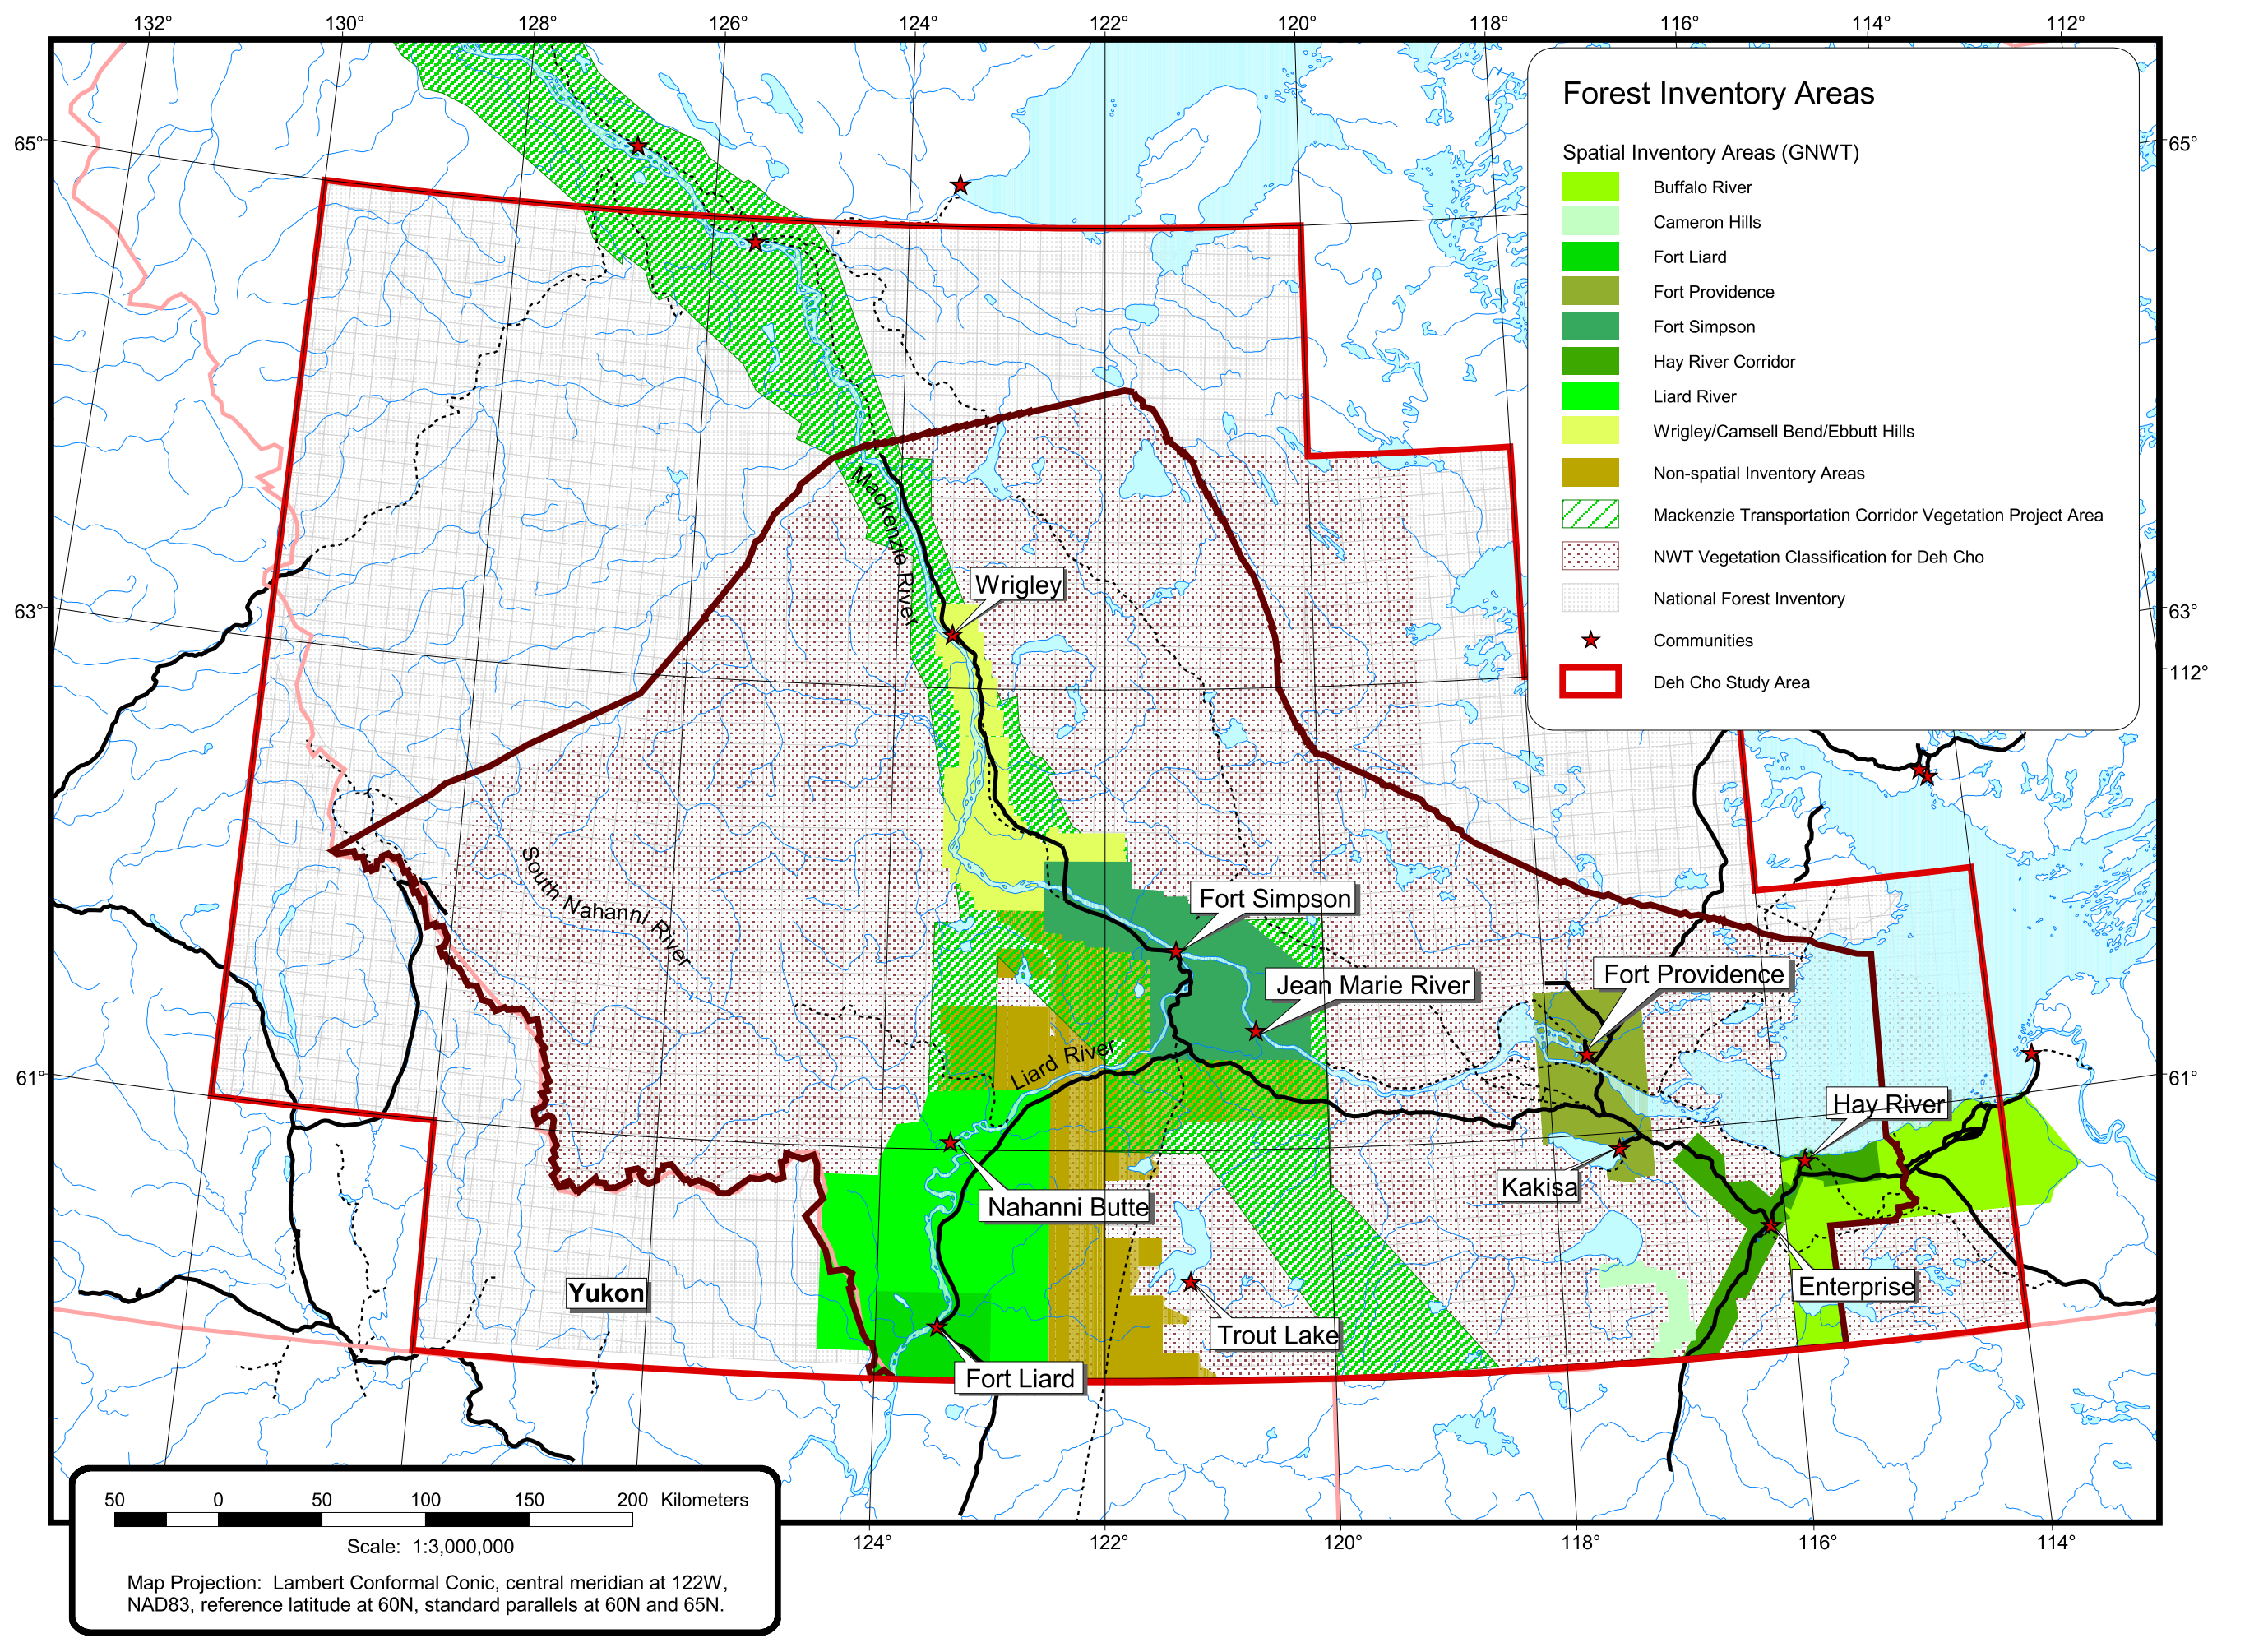 132° 130° 128° 126° 124° 122° 120° 118° 116° 114° 112°
65° 65°
63° 63°
112°
61° 61°
124° 122° 120° 118° 116° 114°
Forest Inventory Areas
Spatial Inventory Areas (GNWT)
Buffalo River
Cameron Hills
Fort Liard
Fort Providence
Fort Simpson
Hay River Corridor
Liard River
Wrigley/Camsell Bend/Ebbutt Hills
Non-spatial Inventory Areas
Mackenzie Transportation Corridor Vegetation Project Area
NWT Vegetation Classification for Deh Cho
National Forest Inventory
Communities
Deh Cho Study Area
Mackenzie River
Wrigley
South Nahanni River
Fort Simpson
Jean Marie River
Fort Providence
Liard River
Hay River
Kakisa
Nahanni Butte
Enterprise
Yukon
Trout Lake
Fort Liard
50 0 50 100 150 200 Kilometers
Scale: 1:3,000,000
Map Projection: Lambert Conformal Conic, central meridian at 122W,
NAD83, reference latitude at 60N, standard parallels at 60N and 65N.